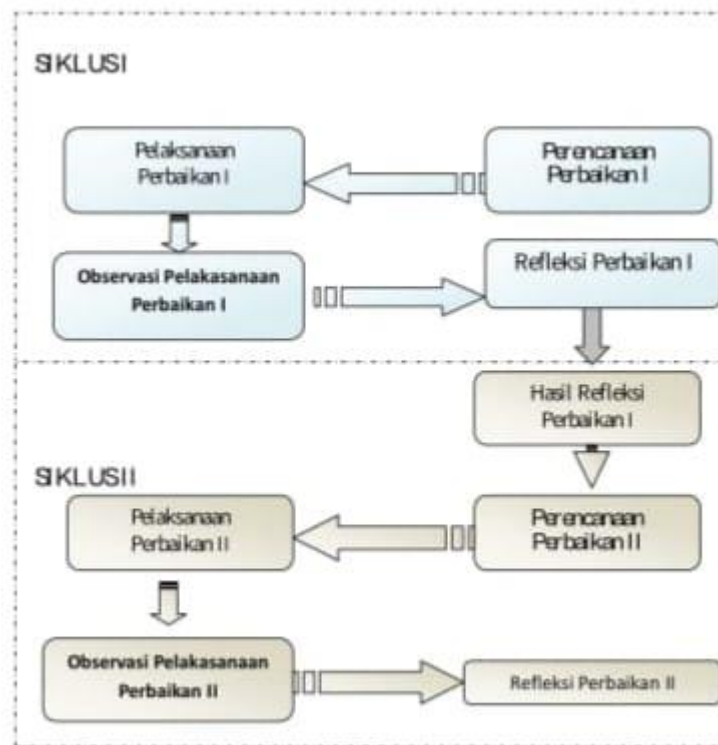 SIKLUSI
Pelaksanaan
Perbaikan I
Perencanaan
Perbaikan I
Observasi Pelakasanaan
Perbaikan I
Refleksi Perbaikan I
Hasil Refleksi
Perbaikan I
SIKLUSII
Pelaksanaan
Perbaikan II
Perencanaan
Perbaikan II
Observasi Pelakasanaan
Perbaikan II
Refleksi Perbaikan II